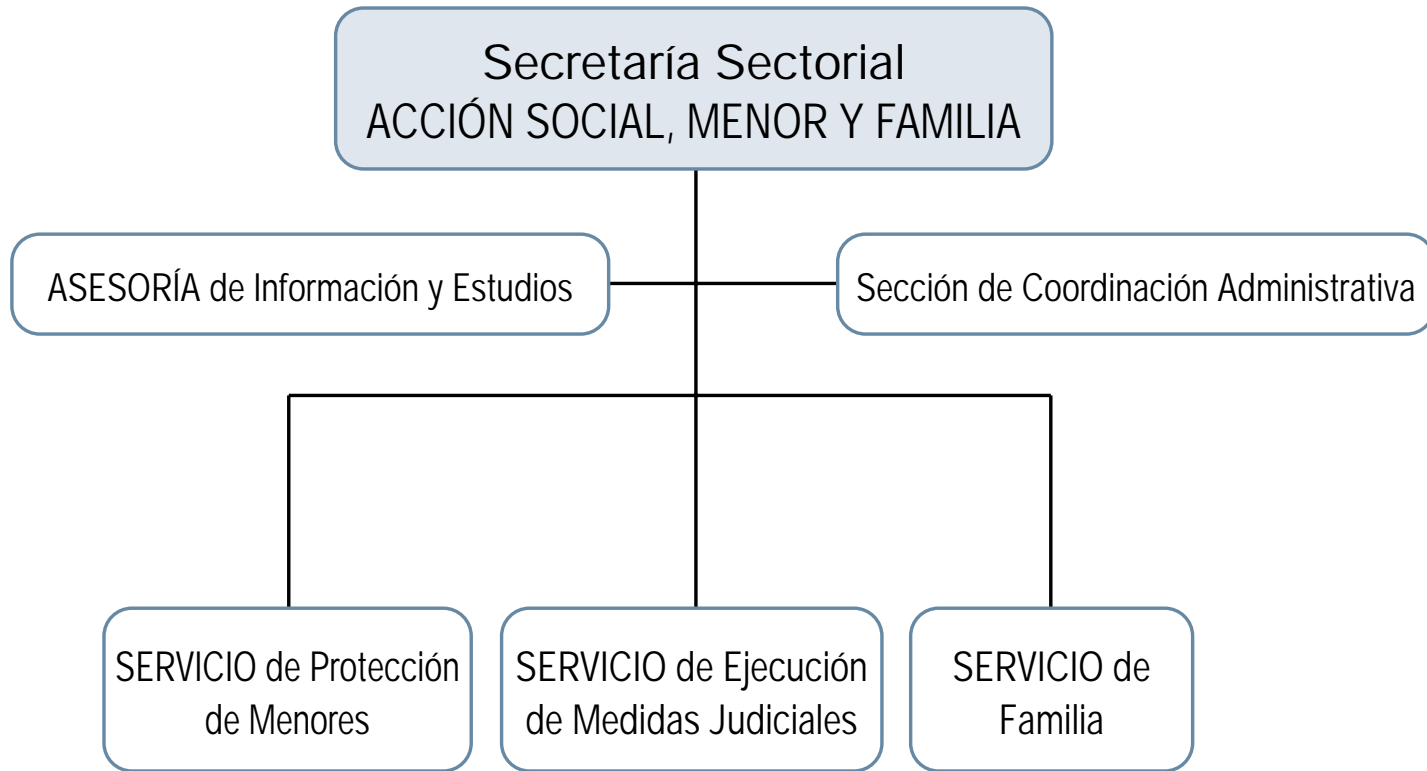 Secretaría Sectorial
ACCIÓN SOCIAL, MENOR Y FAMILIA
ASESORÍA de Información y Estudios
Sección de Coordinación Administrativa
SERVICIO de Protección
de Menores
SERVICIO de Ejecución
de Medidas Judiciales
SERVICIO de
Familia